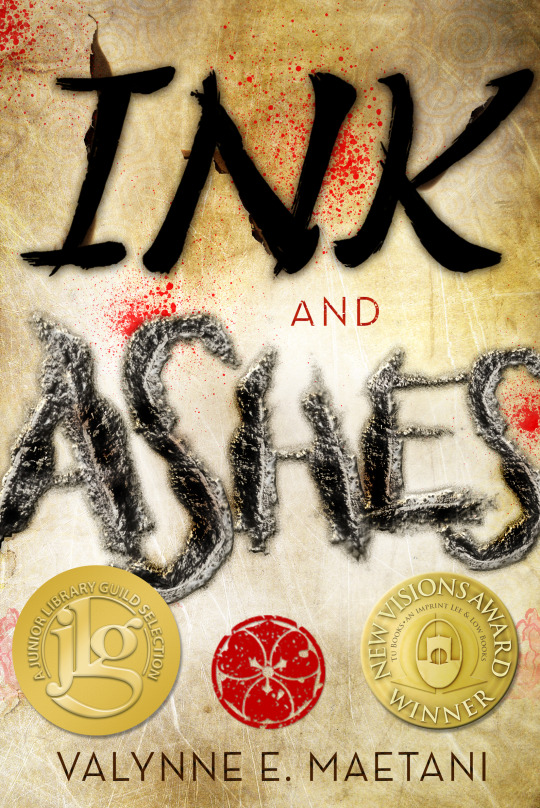 INK
AND
ASHES
A JUNIOR LIBRARY GUILD SELECTION
jlg
NEW VISIONS AWARD
TU BOOKS • AN IMPRINT LEE & LOW BOOKS
WINNER
VALYNNE E. MAETANI